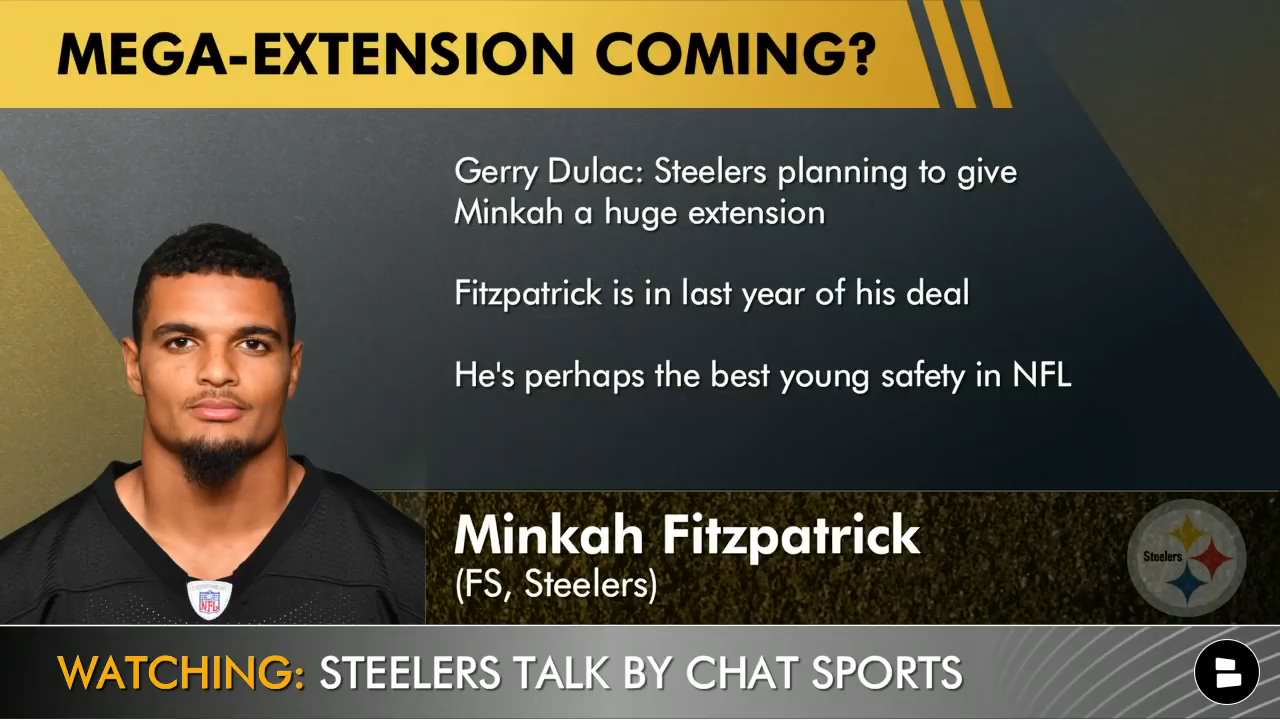 MEGA-EXTENSION COMING?
Gerry Dulac: Steelers planning to give
Minkah a huge extension
Fitzpatrick is in last year of his deal
He's perhaps the best young safety in NFL
NFL
Minkah Fitzpatrick
(FS, Steelers)
Steelers
WATCHING: STEELERS TALK BY CHAT SPORTS